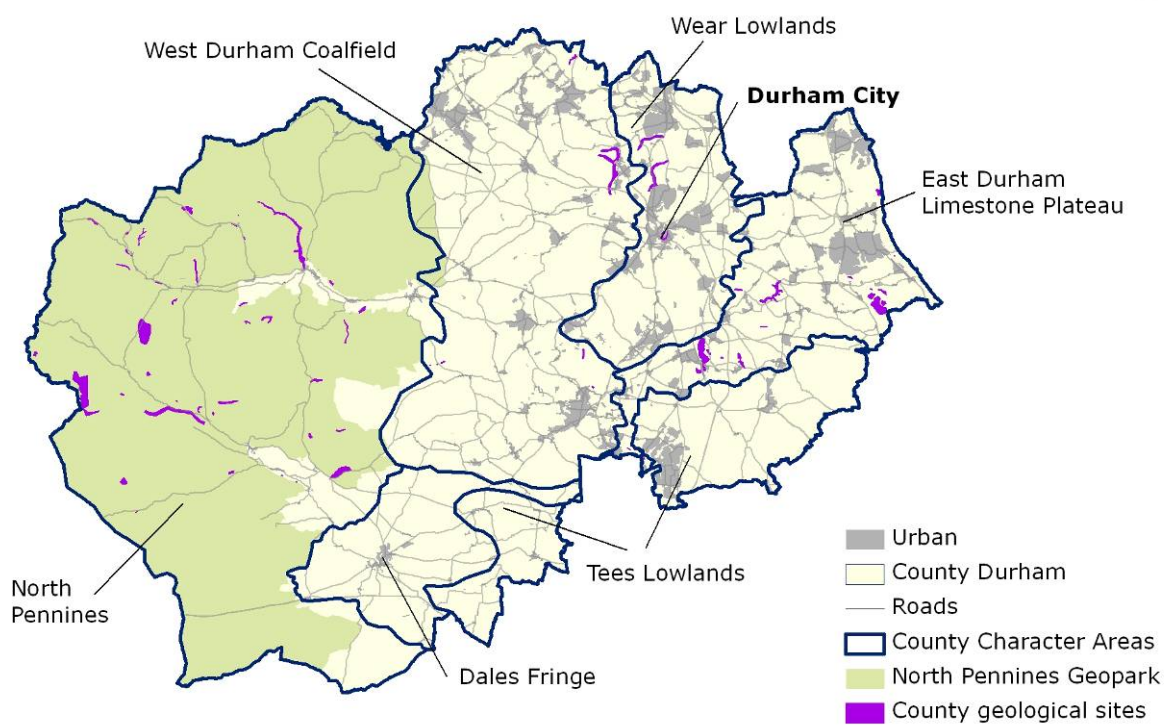 Wear Lowlands
West Durham Coalfield
Durham City
East Durham
Limestone Plateau
North
Pennines
Tees Lowlands
Dales Fringe
Urban
County Durham
Roads
County Character Areas
North Pennines Geopark
County geological sites